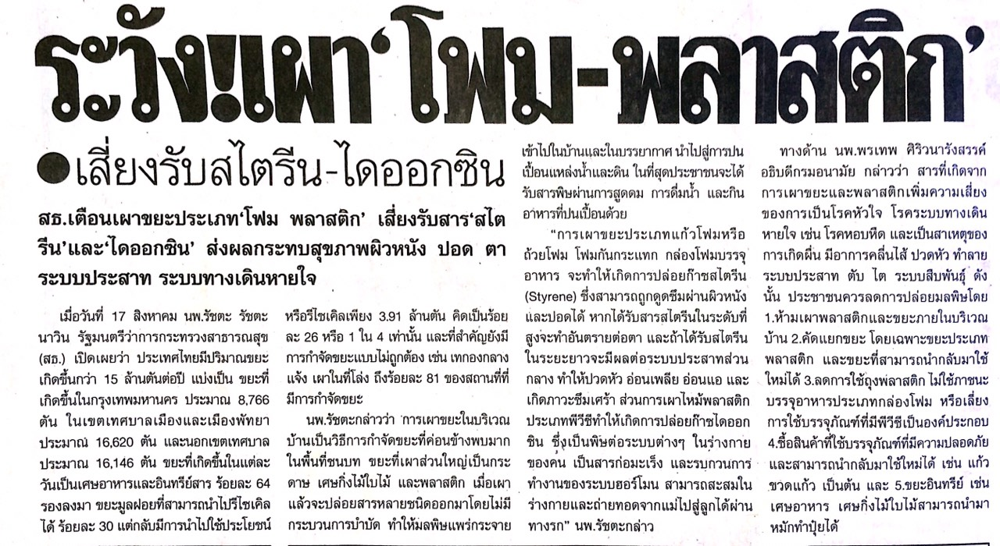 ระวัง!เผา‘โฟม-พลาสติก’
●เสี่ยงรับสไตรีน-ไดออกซิน
สธ.เตือนเผาขยะประเภท‘โฟม พลาสติก’ เสี่ยงรับสาร‘สไต
รีน’และ‘ไดออกซิน’ ส่งผลกระทบสุขภาพผิวหนัง ปอด ตา
ระบบประสาท ระบบทางเดินหายใจ
เมื่อวันที่ 17 สิงหาคม นพ.รัชตะ รัชตะ
นาวิน รัฐมนตรีว่าการกระทรวงสาธารณสุข
(สธ.) เปิดเผยว่า ประเทศไทยมีปริมาณขยะ
เกิดขึ้นกว่า 15 ล้านตันต่อปี แบ่งเป็น ขยะที่
เกิดขึ้นในกรุงเทพมหานคร ประมาณ 8,766
ตัน ในเขตเทศบาลเมืองและเมืองพัทยา
ประมาณ 16,620 ตัน และนอกเขตเทศบาล
ประมาณ 16,146 ตัน ขยะที่เกิดขึ้นในแต่ละ
วันเป็นเศษอาหารและอินทรีย์สาร ร้อยละ 64
รองลงมา ขยะมูลฝอยที่สามารถนำไปรีไซเคิล
ได้ ร้อยละ 30 แต่กลับมีการนำไปใช้ประโยชน์
หรือรีไซเคิลเพียง 3.91 ล้านตัน คิดเป็นร้อย
ละ 26 หรือ 1 ใน 4 เท่านั้น และที่สำคัญยังมี
การกำจัดขยะแบบไม่ถูกต้อง เช่น เทกองกลาง
แจ้ง เผาในที่โล่ง ถึงร้อยละ 81 ของสถานที่ที่
มีการกำจัดขยะ
นพ.รัชตะกล่าวว่า การเผาขยะในบริเวณ
บ้านเป็นวิธีการกำจัดขยะที่ค่อนข้างพบมาก
ในพื้นที่ชนบท ขยะที่เผาส่วนใหญ่เป็นกระ
ดาษ เศษกิ่งไม้ใบไม้ และพลาสติก เมื่อเผา
แล้วจะปล่อยสารหลายชนิดออกมาโดยไม่มี
กระบวนการบำบัด ทำให้มลพิษแพร่กระจาย
เข้าไปในบ้านและในบรรยากาศ นำไปสู่การปน
เปื้อนแหล่งน้ำและดิน ในที่สุดประชาชนจะได้
รับสารพิษผ่านการสูดดม การดื่มน้ำ และกิน
อาหารที่ปนเปื้อนด้วย
“การเผาขยะประเภทแก้วโฟมหรือ
ถ้วยโฟม โฟมกันกระแทก กล่องโฟมบรรจุ
อาหาร จะทำให้เกิดการปล่อยก๊าซสไตรีน
(Styrene) ซึ่งสามารถถูกดูดซึมผ่านผิวหนัง
และปอดได้ หากได้รับสารสไตรีนในระดับที่
สูงจะทำอันตรายต่อตา และถ้าได้รับสไตรีน
ในระยะยาวจะมีผลต่อระบบประสาทส่วน
กลาง ทำให้ปวดหัว อ่อนเพลีย อ่อนแอ และ
เกิดภาวะซึมเศร้า ส่วนการเผาไหม้พลาสติก
ประเภทพีวีซีทำให้เกิดการปล่อยก๊าซไดออก
ซิน ซึ่งเป็นพิษต่อระบบต่างๆ ในร่างกาย
ของคน เป็นสารก่อมะเร็ง และรบกวนการ
ทำงานของระบบฮอร์โมน สามารถสะสมใน
ร่างกายและถ่ายทอดจากแม่ไปสู่ลูกได้ผ่าน
ทางรก” นพ.รัชตะกล่าว
ทางด้าน นพ.พรเทพ ศิริวนารังสรรค์
อธิบดีกรมอนามัย กล่าวว่า สารที่เกิดจาก
การเผาขยะและพลาสติกเพิ่มความเสี่ยง
ของการเป็นโรคหัวใจ โรคระบบทางเดิน
หายใจ เช่น โรคหอบหืด และเป็นสาเหตุของ
การเกิดผื่น มีอาการคลื่นไส้ ปวดหัว ทำลาย
ระบบประสาท ตับ ไต ระบบสืบพันธุ์ ดัง
นั้น ประชาชนควรลดการปล่อยมลพิษโดย
1.ห้ามเผาพลาสติกและขยะภายในบริเวณ
บ้าน 2.คัดแยกขยะ โดยเฉพาะขยะประเภท
พลาสติก และขยะที่สามารถนำกลับมาใช้
ใหม่ได้ 3.ลดการใช้ถุงพลาสติก ไม่ใช้ภาชนะ
บรรจุอาหารประเภทกล่องโฟม หรือเลี่ยง
การใช้บรรจุภัณฑ์ที่มีพีวีซีเป็นองค์ประกอบ
4.ซื้อสินค้าที่ใช้บรรจุภัณฑ์ที่มีความปลอดภัย
และสามารถนำกลับมาใช้ใหม่ได้ เช่น แก้ว
ขวดแก้ว เป็นต้น และ 5.ขยะอินทรีย์ เช่น
เศษอาหาร เศษกิ่งไม้ใบไม้สามารถนำมา
หมักทำปุ๋ยได้